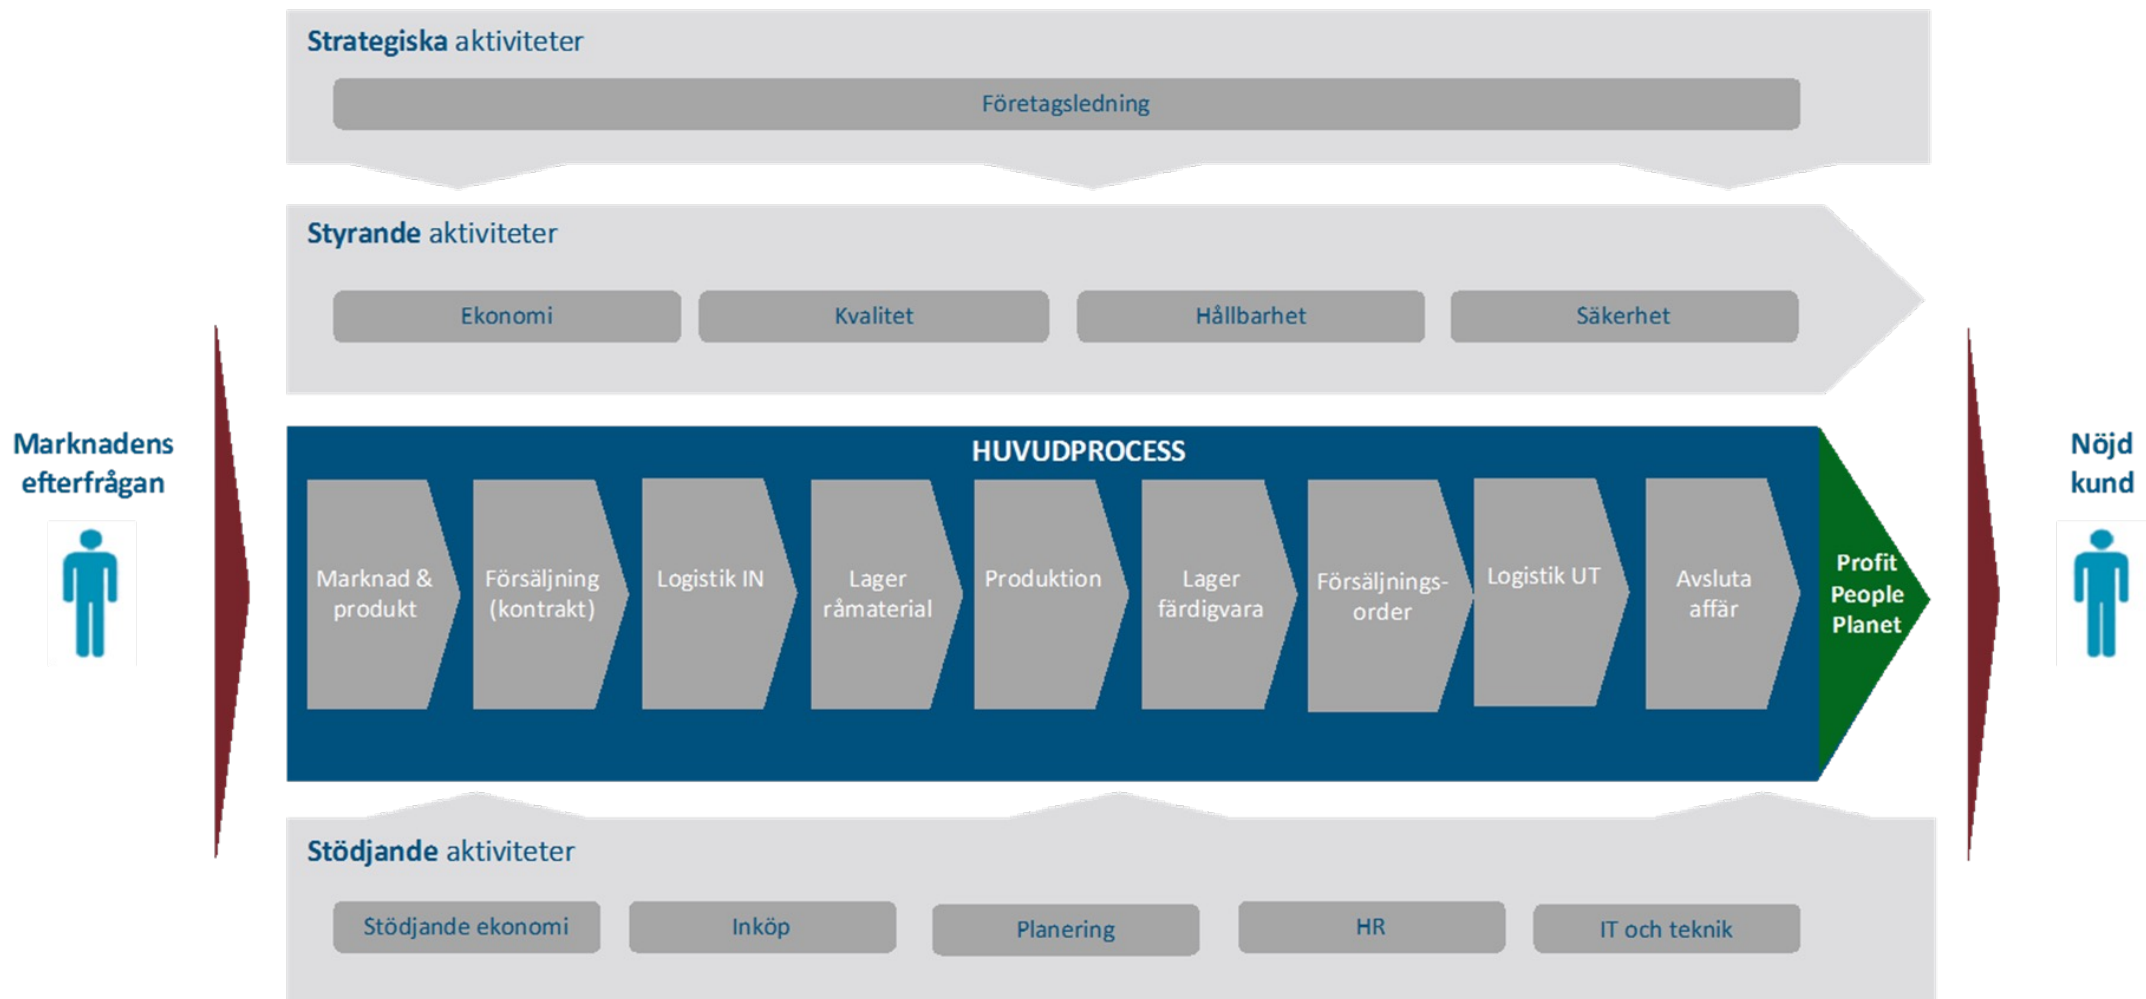 Strategiska aktiviteter
Företagsledning
Styrande aktiviteter
Ekonomi
Kvalitet
Hållbarhet
Säkerhet
Marknadens
efterfrågan
HUVUDPROCESS
Marknad &
produkt
Försäljning
(kontrakt)
Logistik IN
Lager
råmaterial
Produktion
Lager
färdigvara
Försäljnings-
order
Logistik UT
Avsluta
affär
Profit
People
Planet
Nöjd
kund
Stödjande aktiviteter
Stödjande ekonomi
Inköp
Planering
HR
IT och teknik